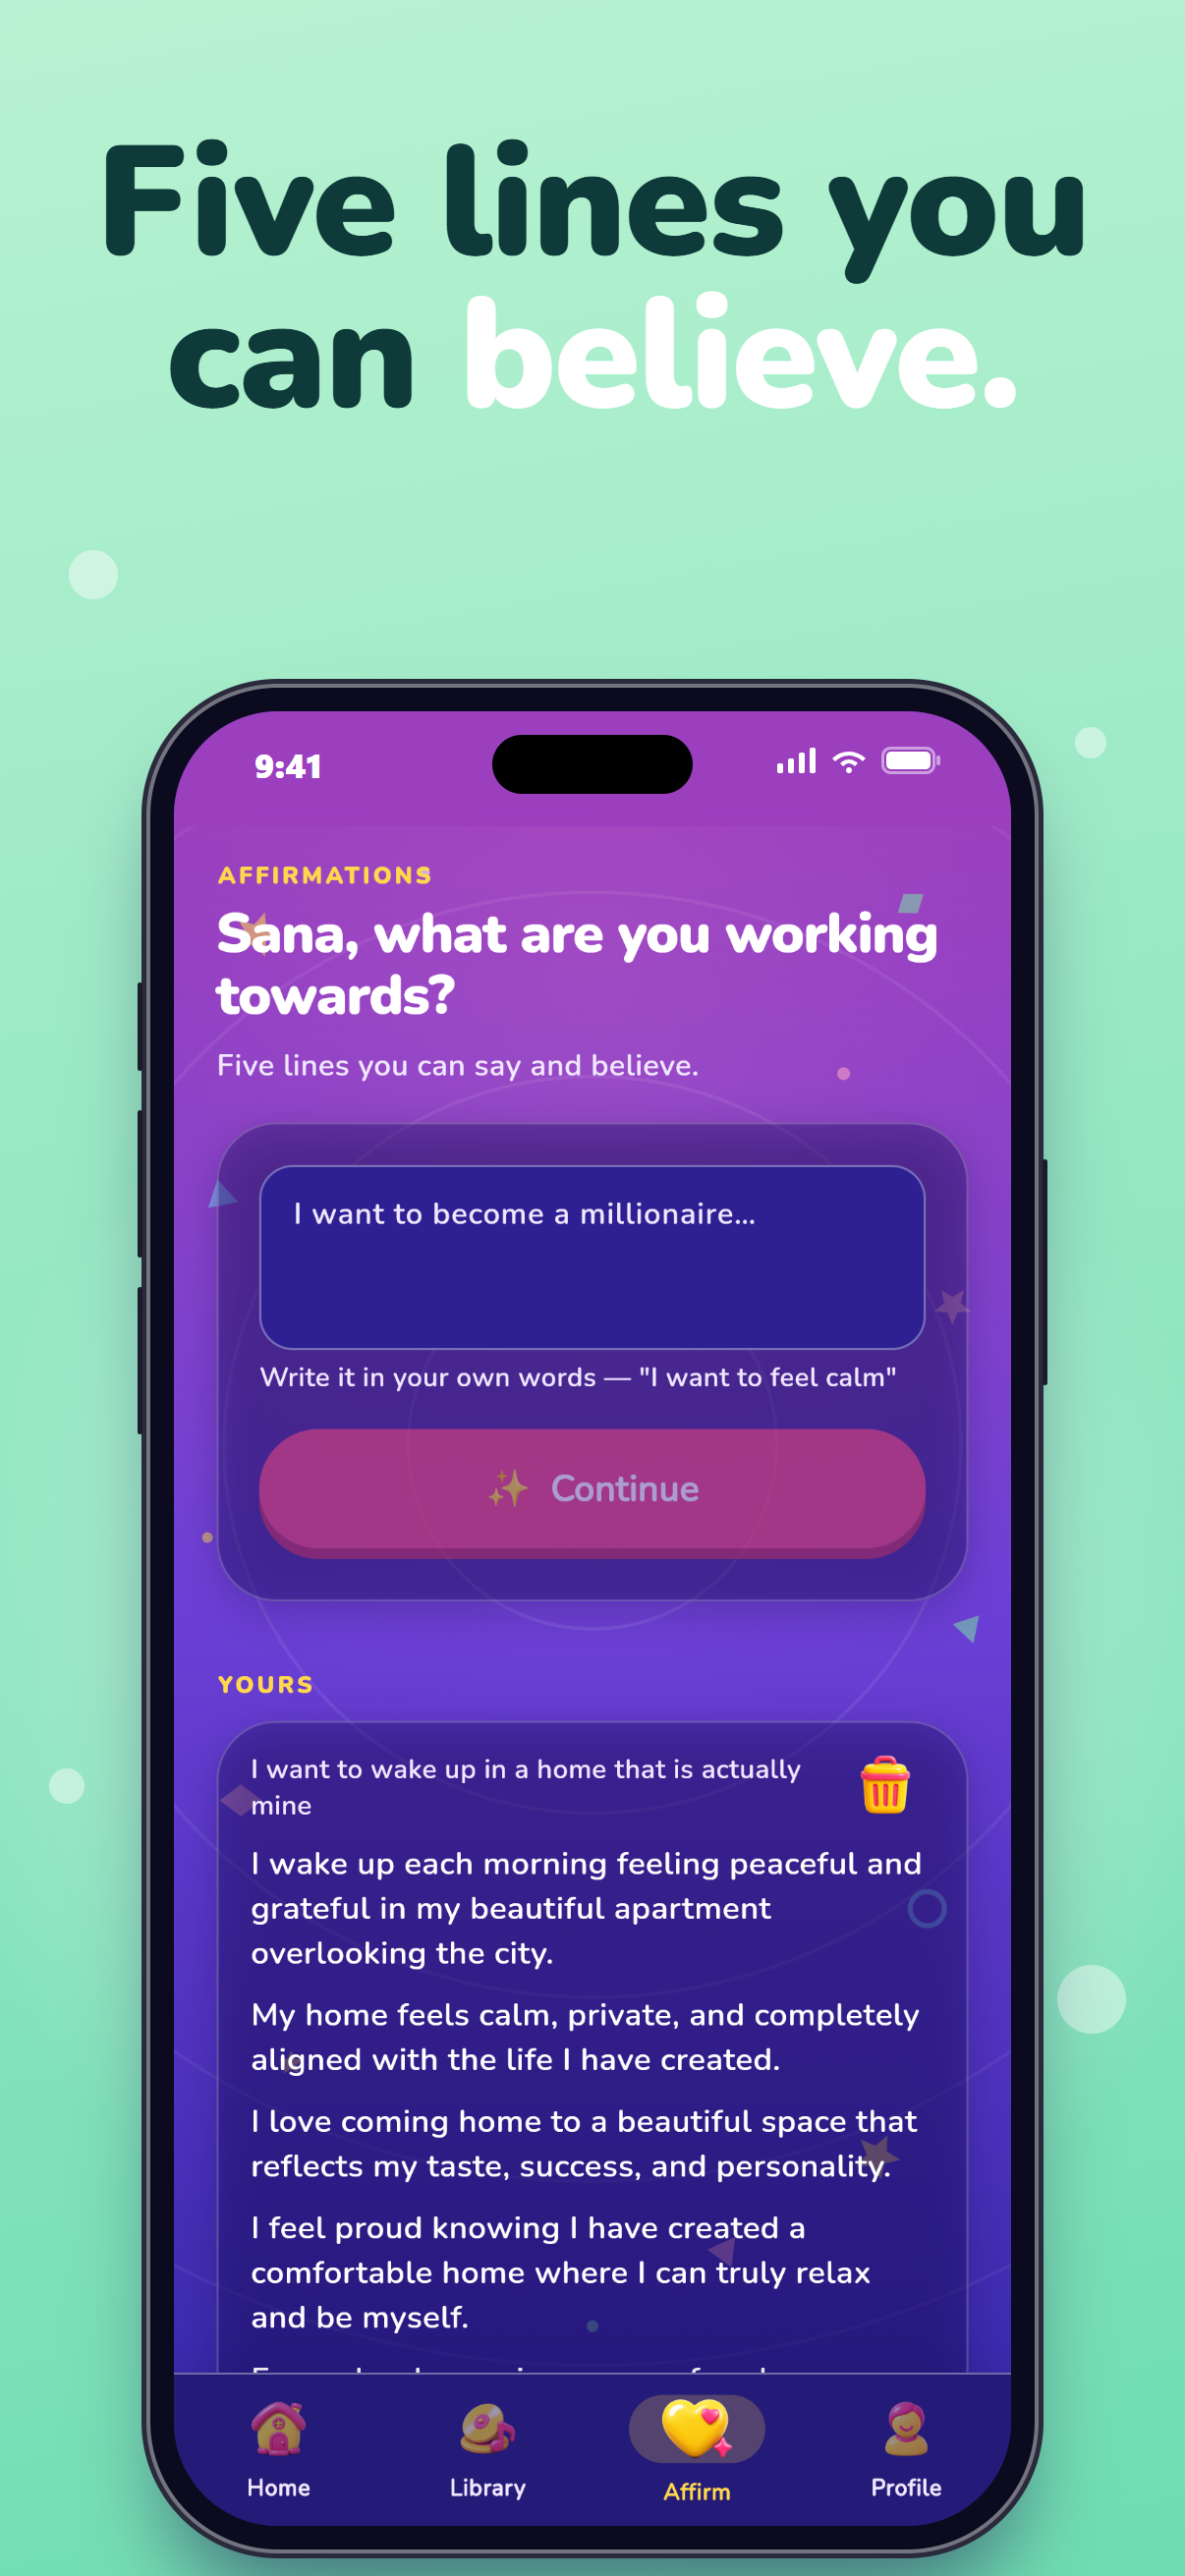 Five lines you
can believe.
9:41
AFFIRMATIONS
Sana, what are you working
towards?
Five lines you can say and believe.
I want to become a millionaire...
Write it in your own words — "I want to feel calm"
Continue
YOURS
I want to wake up in a home that is actually
mine
I wake up each morning feeling peaceful and
grateful in my beautiful apartment
overlooking the city.
My home feels calm, private, and completely
aligned with the life I have created.
I love coming home to a beautiful space that
reflects my taste, success, and personality.
I feel proud knowing I have created a
comfortable home where I can truly relax
and be myself.
Home
Library
Affirm
Profile